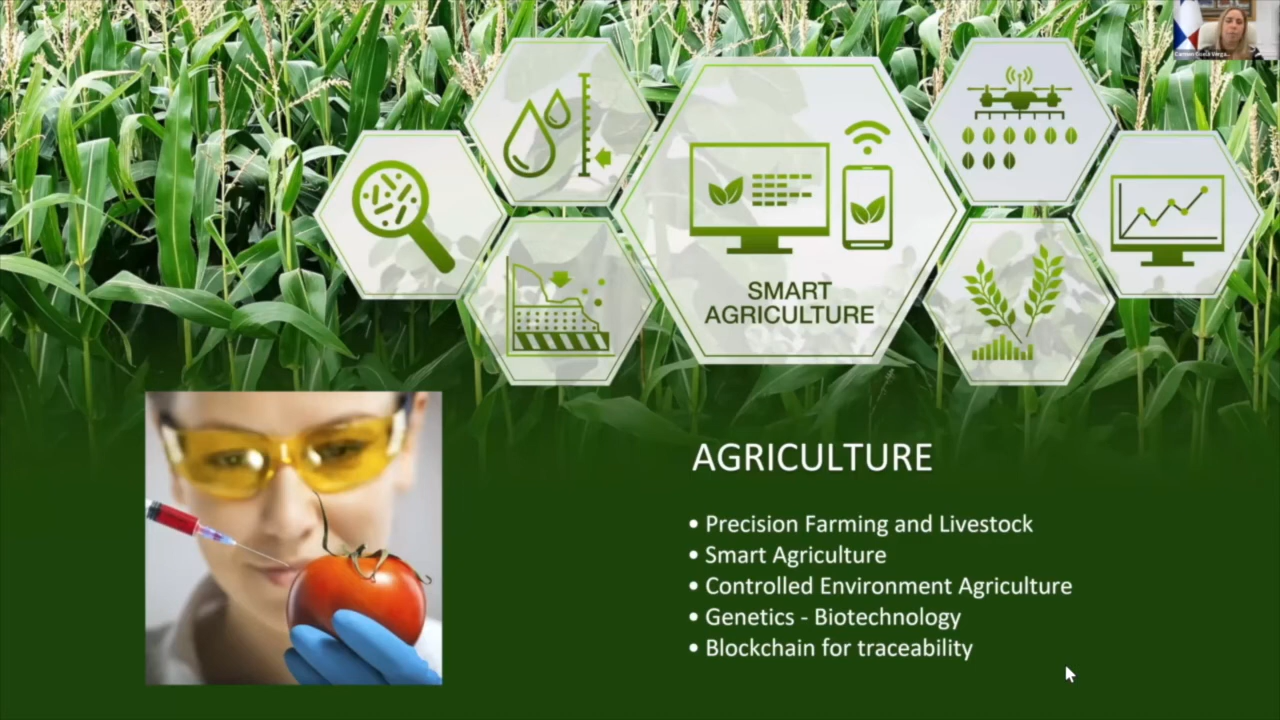 SMART
AGRICULTURE
AGRICULTURE
• Precision Farming and Livestock
• Smart Agriculture
• Controlled Environment Agriculture
• Genetics - Biotechnology
• Blockchain for traceability